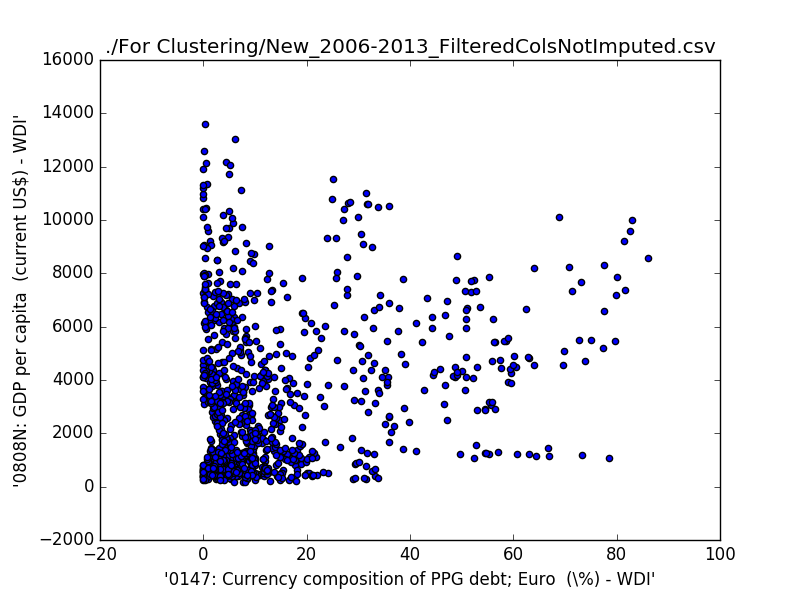 ./For Clustering/New_2006-2013_FilteredColsNotImputed.csv
16000
14000
12000
10000
8000
6000
4000
2000
0
−2000
−20 0 20 40 60 80 100
'0808N: GDP per capita  (current US$) - WDI'
'0147: Currency composition of PPG debt; Euro  (\%) - WDI'